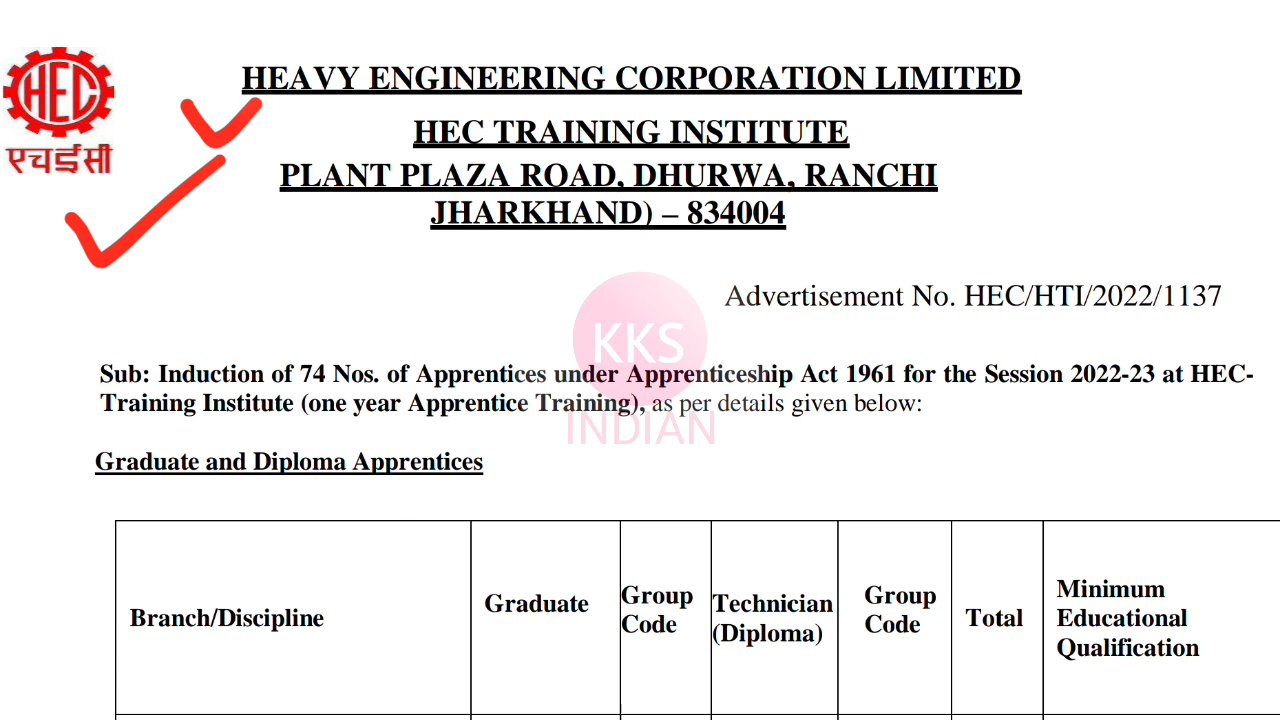 HEC
एचईसी
HEAVY ENGINEERING CORPORATION LIMITED
HEC TRAINING INSTITUTE
PLANT PLAZA ROAD, DHURWA, RANCHI
JHARKHAND) – 834004
Advertisement No. HEC/HTI/2022/1137
KKS
INDIAN
Sub: Induction of 74 Nos. of Apprentices under Apprenticeship Act 1961 for the Session 2022-23 at HEC-
Training Institute (one year Apprentice Training), as per details given below:
Graduate and Diploma Apprentices
Branch/Discipline
Graduate
Group
Code
Technician
(Diploma)
Group
Code
Total
Minimum
Educational
Qualification